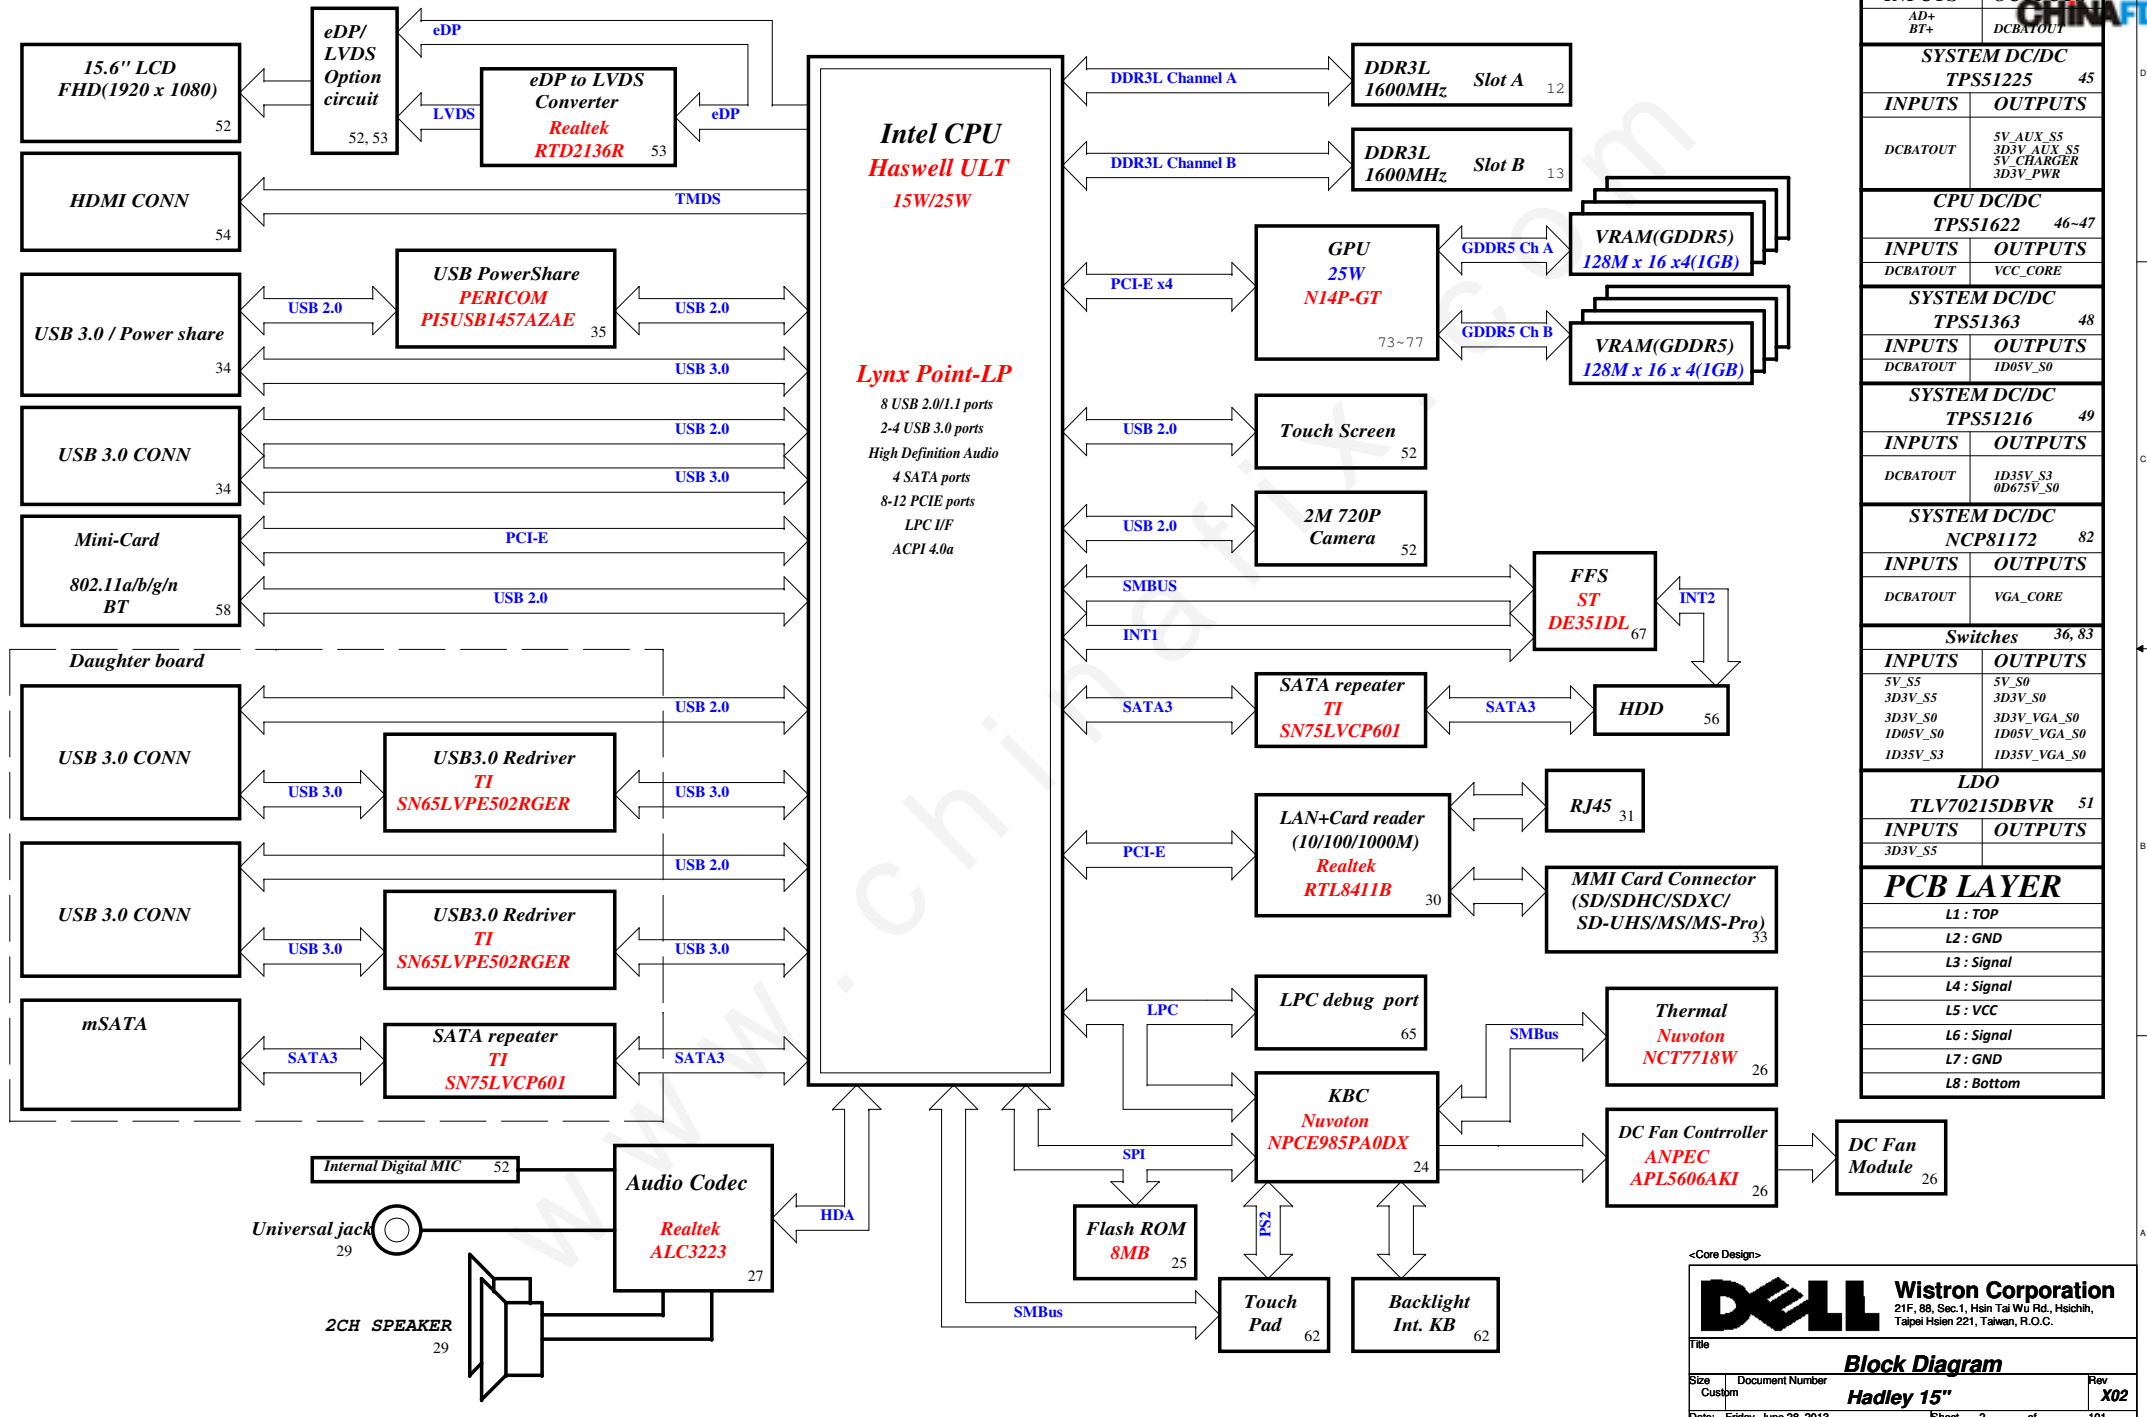 eDP/
LVDS
Option
circuit
52, 53
15.6" LCD
FHD(1920 x 1080)
52
eDP
eDP to LVDS
Converter
Realtek
RTD2136R
53
LVDS
eDP
HDMI CONN
54
TMDS
USB 3.0 / Power share
34
USB 2.0
USB PowerShare
PERICOM
PI5USB1457AZAE
35
USB 2.0
USB 3.0
USB 3.0 CONN
34
USB 2.0
USB 3.0
Mini-Card
802.11a/b/g/n
BT
58
PCI-E
USB 2.0
Daughter board
USB 3.0 CONN
USB 2.0
USB 3.0
USB3.0 Redriver
TI
SN65LVPE502RGER
USB 3.0
USB 3.0 CONN
USB 2.0
USB 3.0
USB3.0 Redriver
TI
SN65LVPE502RGER
USB 3.0
mSATA
SATA3
SATA repeater
TI
SN75LVCP601
SATA3
Internal Digital MIC 52
Universal jack
29
2CH SPEAKER
29
Audio Codec
Realtek
ALC3223
27
HDA
Intel CPU
Haswell ULT
15W/25W
Lynx Point-LP
8 USB 2.0/1.1 ports
2-4 USB 3.0 ports
High Definition Audio
4 SATA ports
8-12 PCIE ports
LPC I/F
ACPI 4.0a
DDR3L Channel A
DDR3L
1600MHz Slot A
12
DDR3L Channel B
DDR3L
1600MHz Slot B
13
PCI-E x4
GPU
25W
N14P-GT
73~77
GDDR5 Ch A
VRAM(GDDR5)
128M x 16 x4(1GB)
GDDR5 Ch B
VRAM(GDDR5)
128M x 16 x 4(1GB)
USB 2.0
Touch Screen
52
USB 2.0
2M 720P
Camera
52
SMBUS
INT1
FFS
ST
DE351DL
67
INT2
SATA3
SATA repeater
TI
SN75LVCP601
SATA3
HDD
56
PCI-E
LAN+Card reader
(10/100/1000M)
Realtek
RTL8411B
30
RJ45
31
MMI Card Connector
(SD/SDHC/SDXC/
SD-UHS/MS/MS-Pro)
33
LPC
LPC debug port
65
KBC
Nuvoton
NPCE985PA0DX
24
SMBus
Thermal
Nuvoton
NCT7718W
26
DC Fan Contrroller
ANPEC
APL5606AKI
26
DC Fan
Module
26
SPI
Flash ROM
8MB
25
PS2
SMBus
Touch
Pad
62
Backlight
Int. KB
62
INPUTS OUTPUTS
AD+
BT+
DCBATOUT
SYSTEM DC/DC
TPS51225 45
INPUTS OUTPUTS
DCBATOUT
5V_AUX_S5
3D3V_AUX_S5
5V_CHARGER
3D3V_PWR
CPU DC/DC
TPS51622 46~47
INPUTS OUTPUTS
DCBATOUT VCC_CORE
SYSTEM DC/DC
TPS51363 48
INPUTS OUTPUTS
DCBATOUT 1D05V_S0
SYSTEM DC/DC
TPS51216 49
INPUTS OUTPUTS
DCBATOUT
1D35V_S3
0D675V_S0
SYSTEM DC/DC
NCP81172 82
INPUTS OUTPUTS
DCBATOUT VGA_CORE
Switches 36, 83
INPUTS OUTPUTS
5V_S5 5V_S0
3D3V_S5 3D3V_S0
3D3V_S0 3D3V_VGA_S0
1D05V_S0 1D05V_VGA_S0
1D35V_S3 1D35V_VGA_S0
LDO
TLV70215DBVR 51
INPUTS OUTPUTS
3D3V_S5
PCB LAYER
L1 : TOP
L2 : GND
L3 : Signal
L4 : Signal
L5 : VCC
L6 : Signal
L7 : GND
L8 : Bottom
D
C
B
A
www.chinafix.com
<Core Design>
DELL
Wistron Corporation
21F, 88, Sec.1, Hsin Tai Wu Rd., Hsichih,
Taipei Hsien 221, Taiwan, R.O.C.
Title
Block Diagram
Size
Custom
Document Number
Hadley 15"
Rev
X02
Date: Friday, June 28, 2013 Sheet 2 of 101